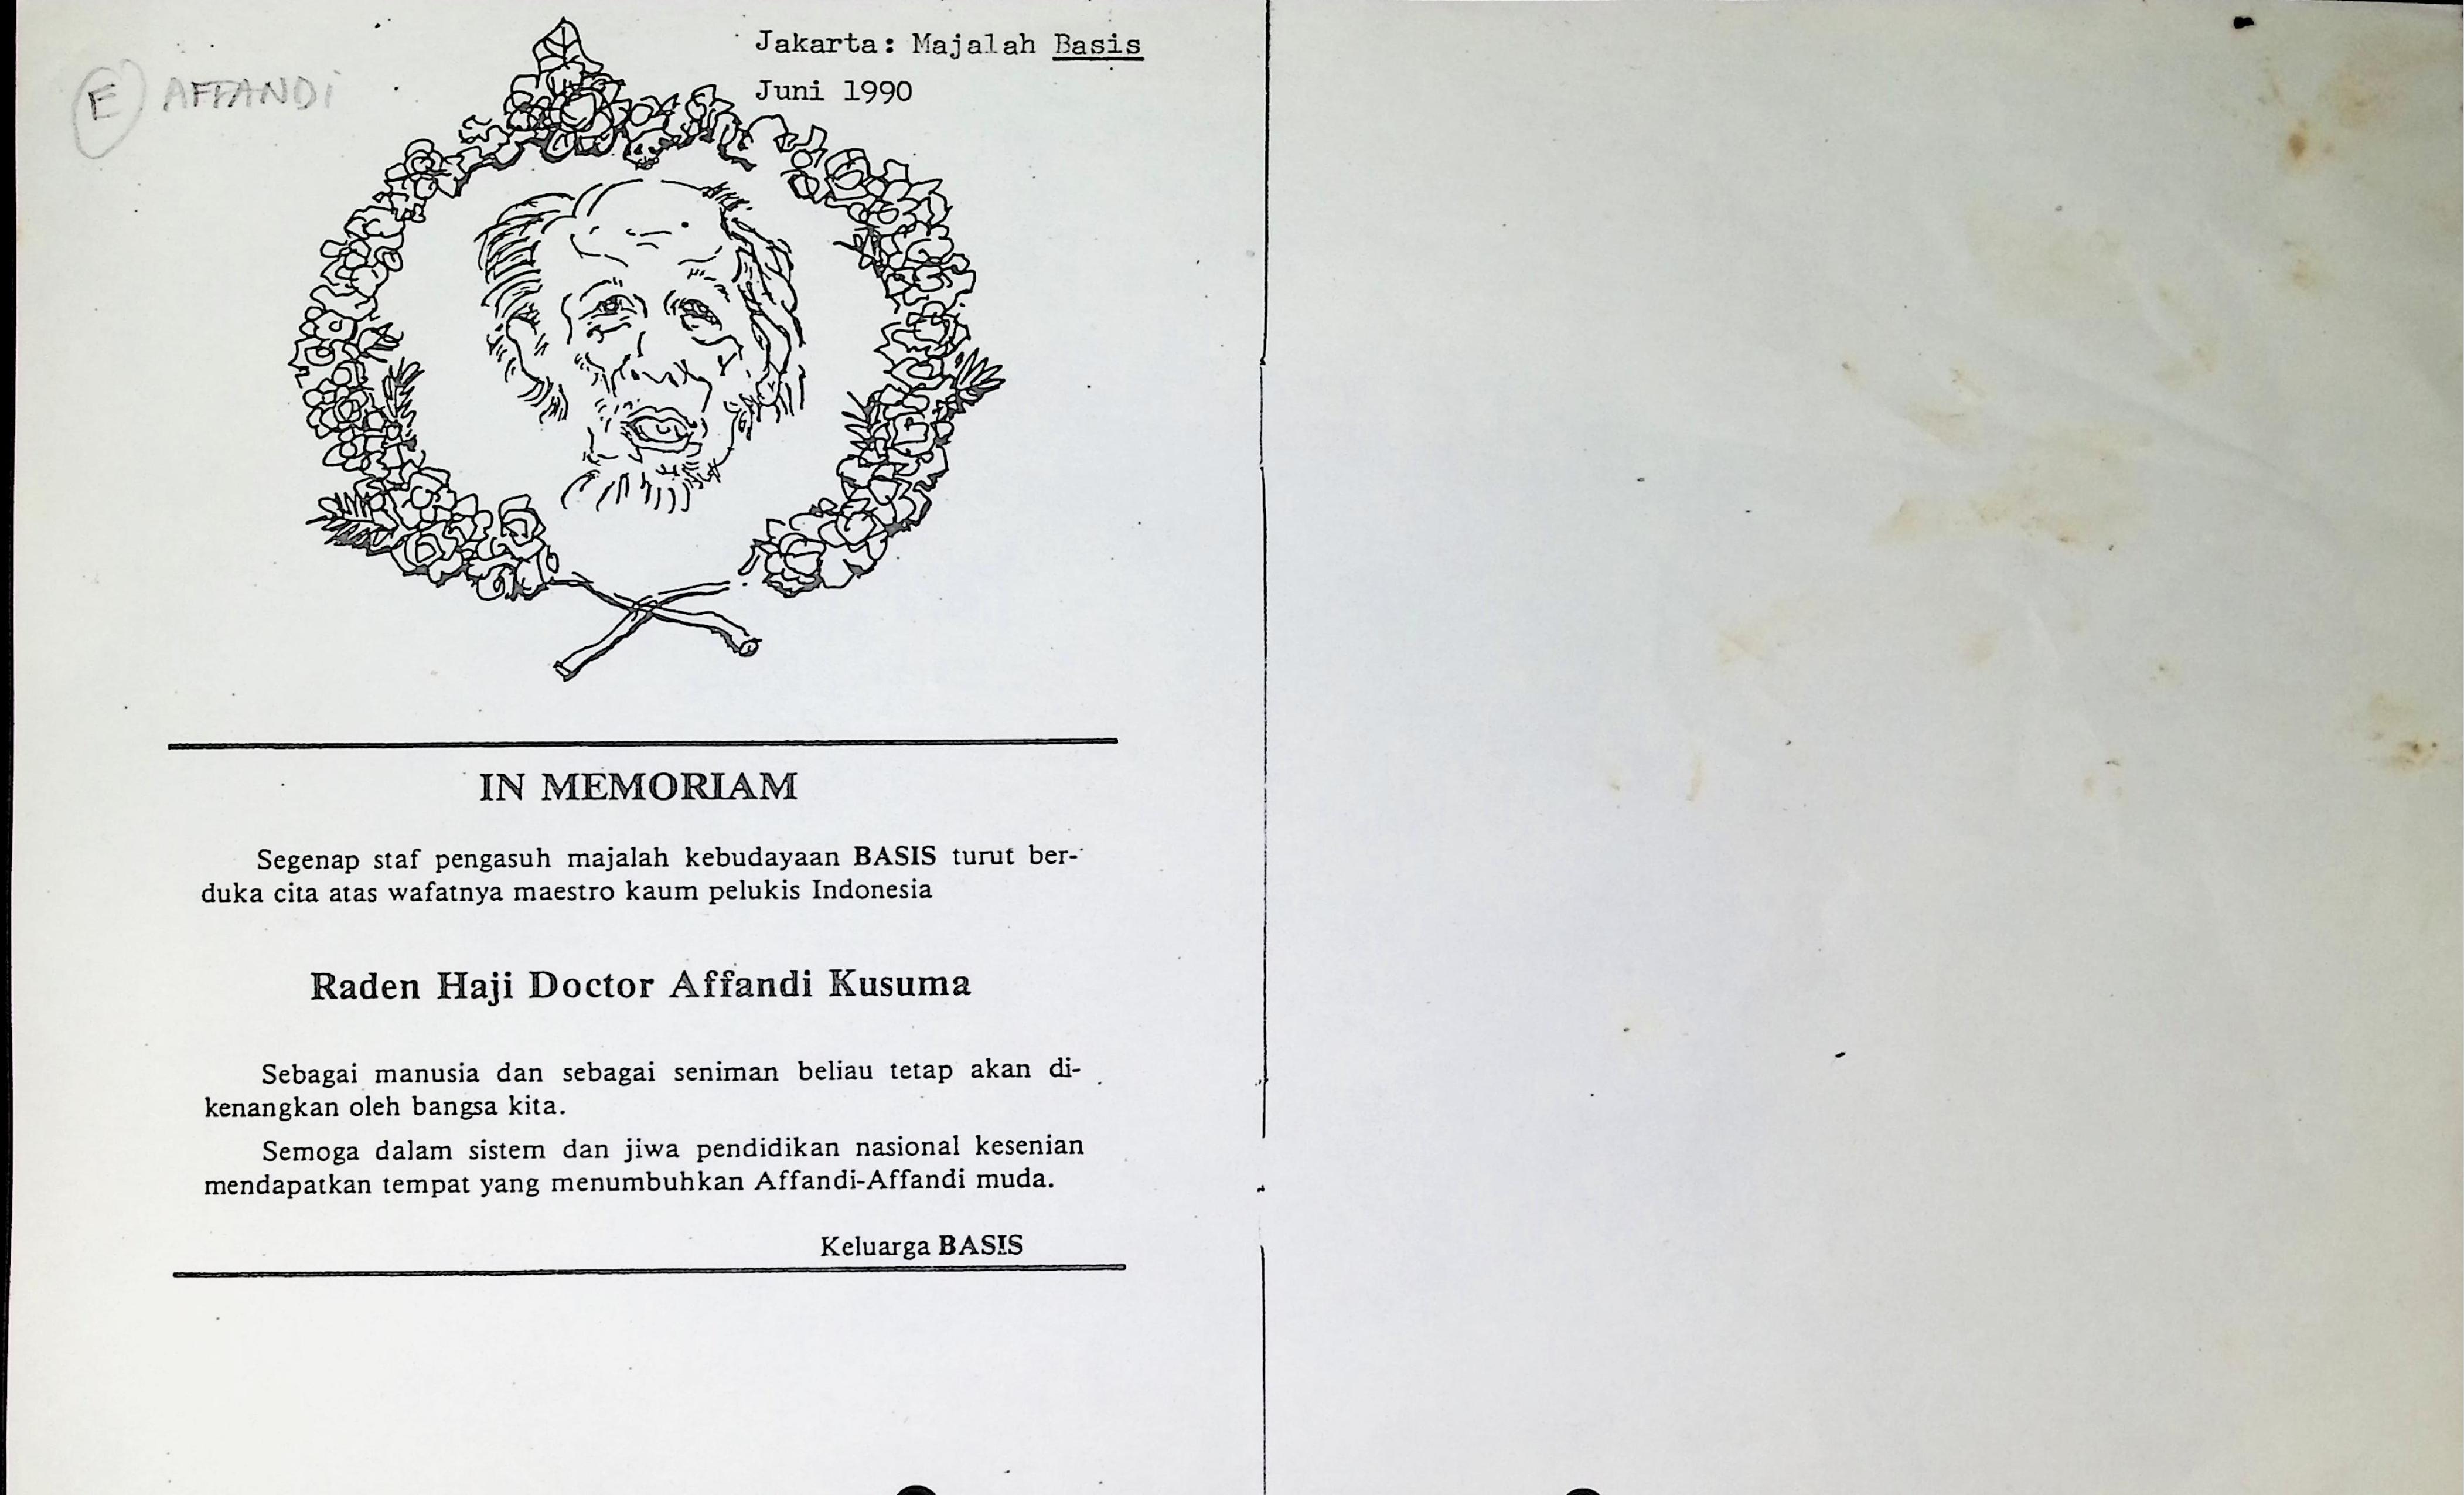 Jakarta: Majalah Basis
E AFFANDi
Juni 1990
IN MEMORIAM
Segenap staf pengasuh majalah kebudayaan BASIS turut ber-
duka cita atas wafatnya maestro kaum pelukis Indonesia
Raden Haji Doctor Affandi Kusuma
Sebagai manusia dan sebagai seniman beliau tetap akan di-
kenangkan oleh bangsa kita.
Semoga dalam sistem dan jiwa pendidikan nasional kesenian
mendapatkan tempat yang menumbuhkan Affandi-Affandi muda.
Keluarga BASIS